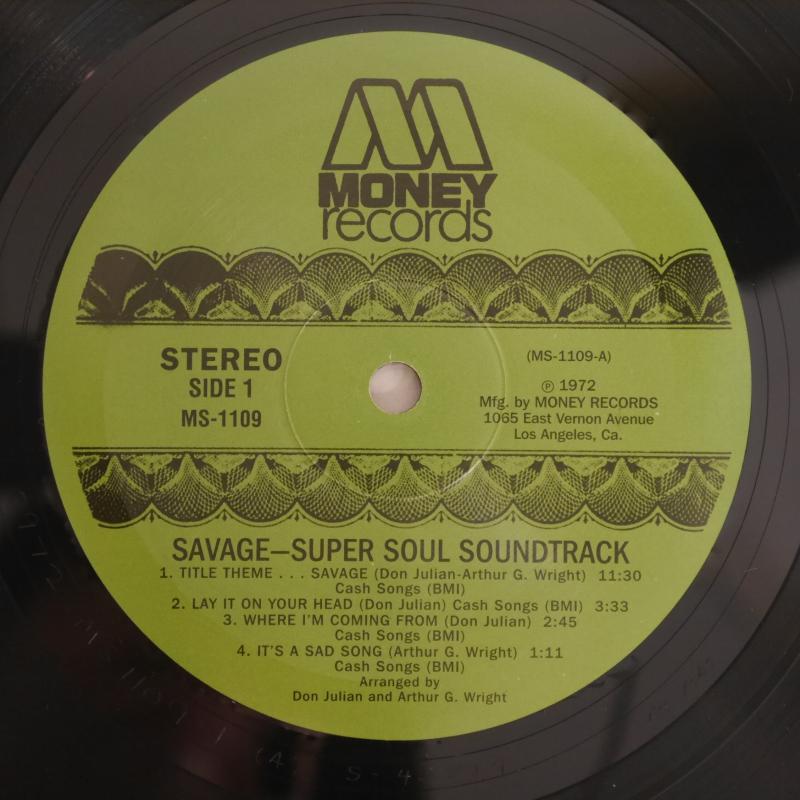 MONEY
records
STEREO
SIDE 1
MS-1109
(MS-1109-A)
℗ 1972
Mfg. by MONEY RECORDS
1065 East Vernon Avenue
Los Angeles, Ca.
SAVAGE—SUPER SOUL SOUNDTRACK
1. TITLE THEME . . . SAVAGE (Don Julian-Arthur G. Wright) 11:30
Cash Songs (BMI)
2. LAY IT ON YOUR HEAD (Don Julian) Cash Songs (BMI) 3:33
3. WHERE I'M COMING FROM (Don Julian) 2:45
Cash Songs (BMI)
4. IT'S A SAD SONG (Arthur G. Wright) 1:11
Cash Songs (BMI)
Arranged by
Don Julian and Arthur G. Wright